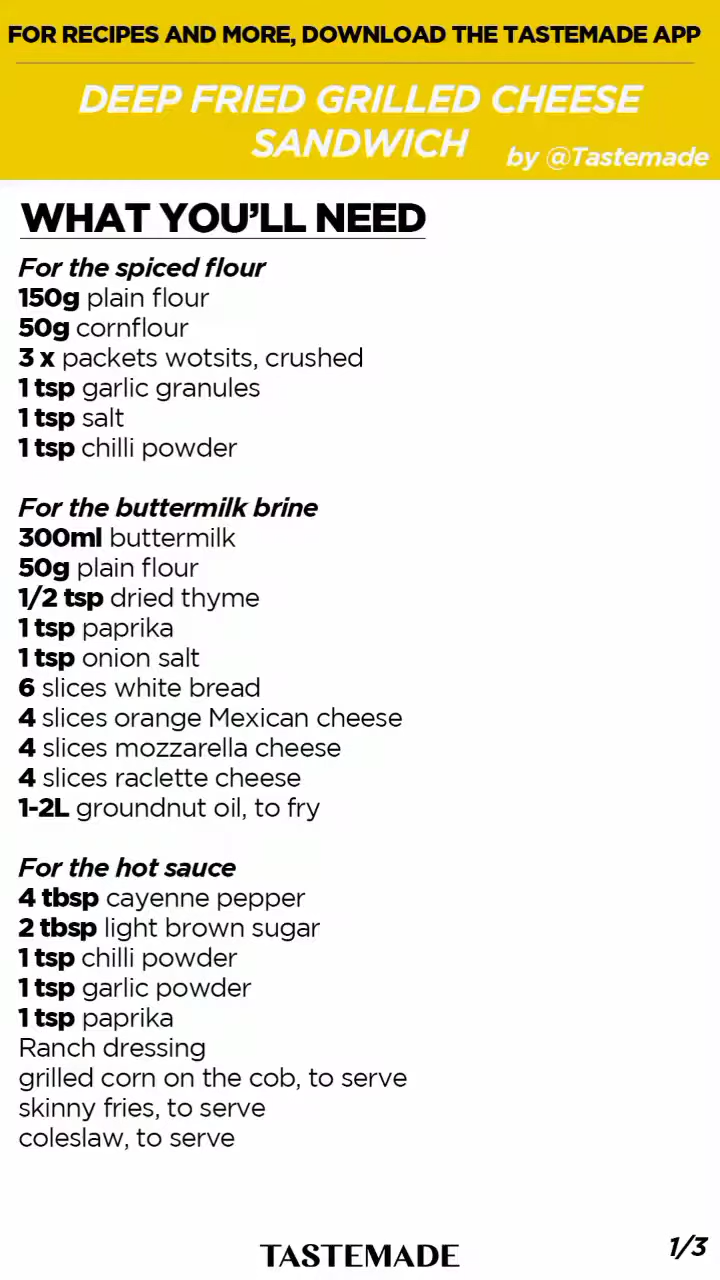 FOR RECIPES AND MORE, DOWNLOAD THE TASTEMADE APP
DEEP FRIED GRILLED CHEESE
SANDWICH
by @Tastemade
WHAT YOU’LL NEED
For the spiced flour
150g plain flour
50g cornflour
3 x packets wotsits, crushed
1 tsp garlic granules
1 tsp salt
1 tsp chilli powder
For the buttermilk brine
300ml buttermilk
50g plain flour
1/2 tsp dried thyme
1 tsp paprika
1 tsp onion salt
6 slices white bread
4 slices orange Mexican cheese
4 slices mozzarella cheese
4 slices raclette cheese
1-2L groundnut oil, to fry
For the hot sauce
4 tbsp cayenne pepper
2 tbsp light brown sugar
1 tsp chilli powder
1 tsp garlic powder
1 tsp paprika
Ranch dressing
grilled corn on the cob, to serve
skinny fries, to serve
coleslaw, to serve
TASTEMADE
1/3